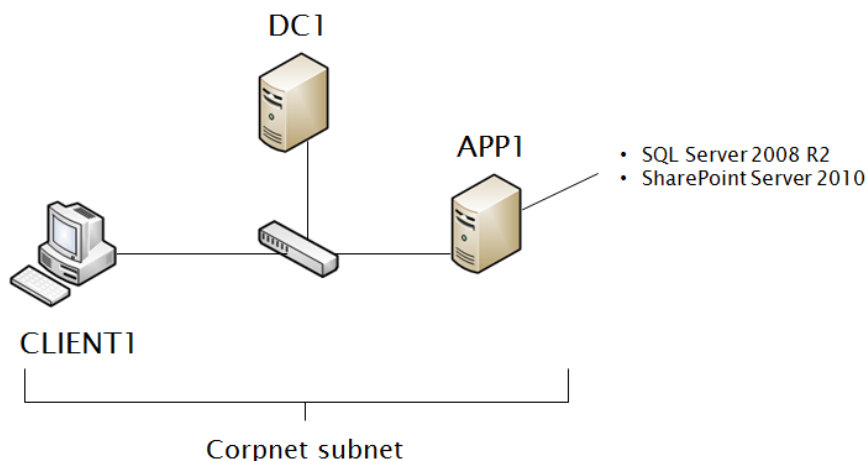 DC1
APP1
• SQL Server 2008 R2
• SharePoint Server 2010
CLIENT1
Corpnet subnet